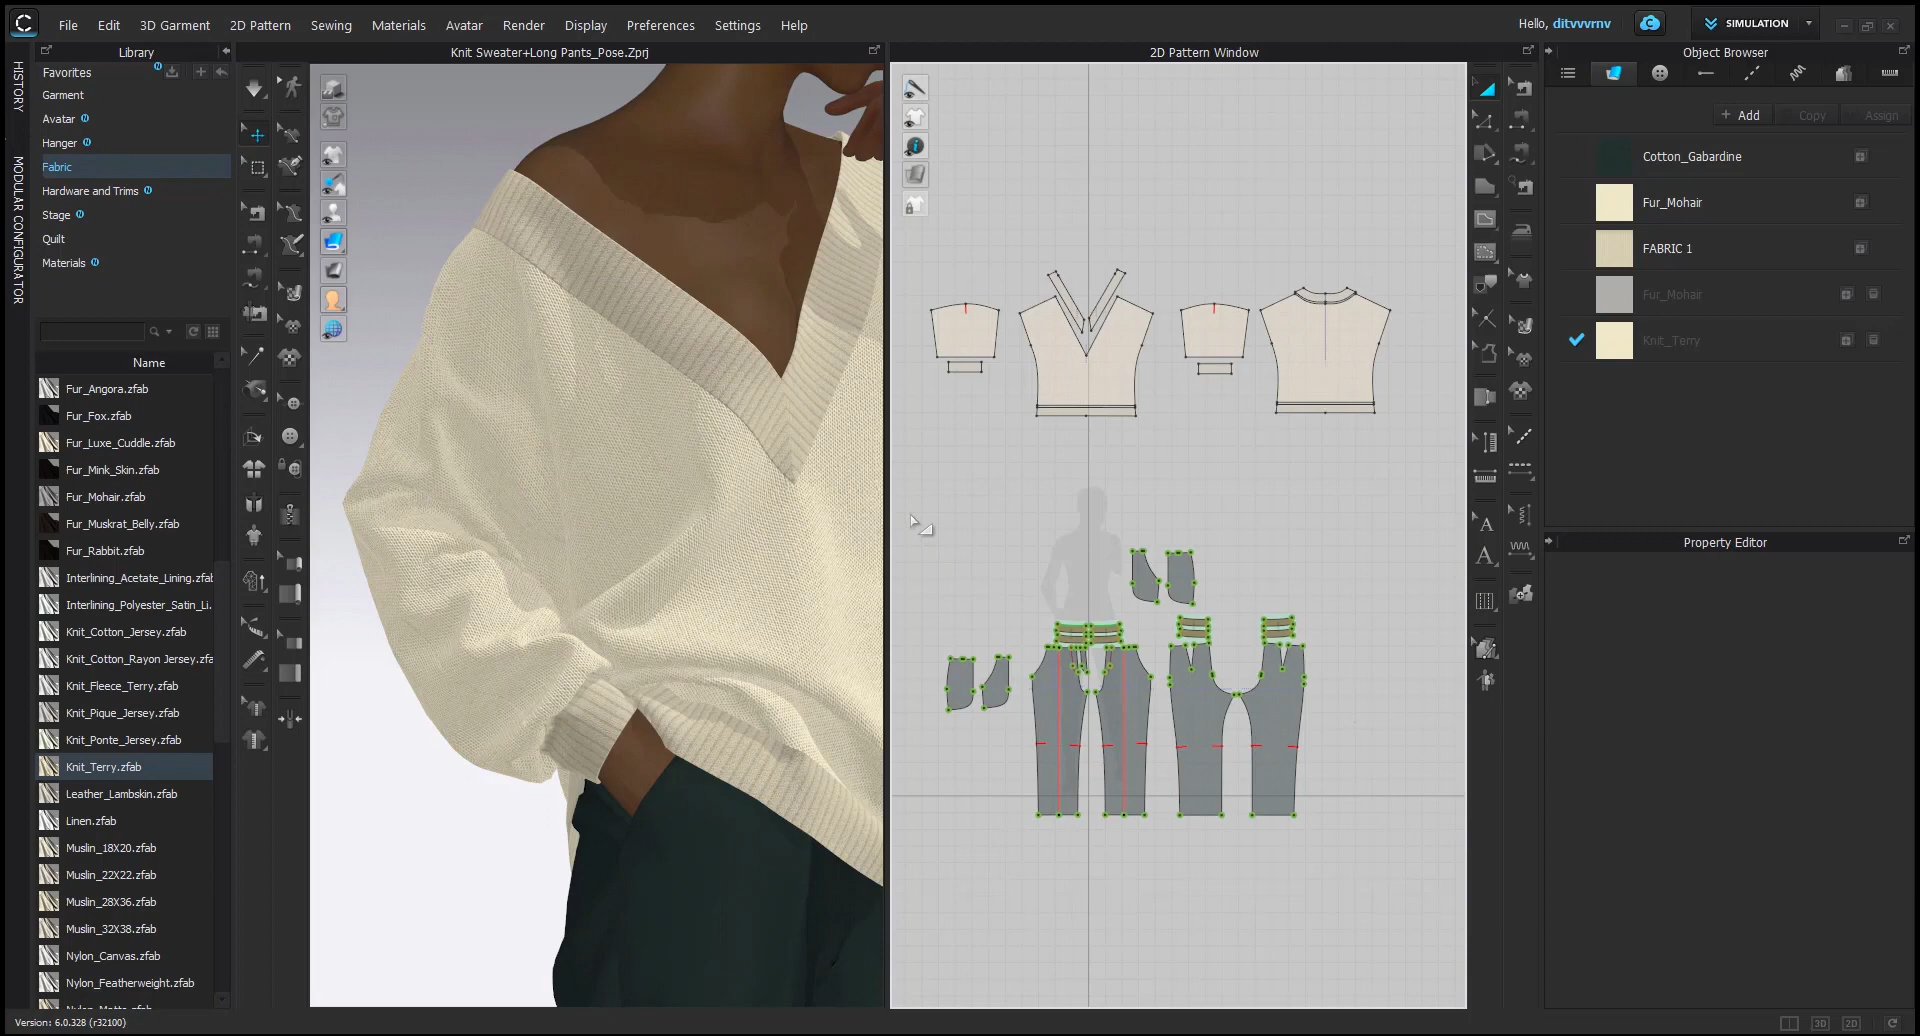 File Edit 3D Garment 2D Pattern Sewing Materials Avatar Render Display Preferences Settings Help
Hello, ditvvvrnv
SIMULATION
HISTORY
MODULAR CONFIGURATOR
Library
Favorites
Garment
Avatar
Hanger
Fabric
Hardware and Trims
Stage
Quilt
Materials
Name
Fur_Angora.zfab
Fur_Fox.zfab
Fur_Luxe_Cuddle.zfab
Fur_Mink_Skin.zfab
Fur_Mohair.zfab
Fur_Muskrat_Belly.zfab
Fur_Rabbit.zfab
Interlining_Acetate_Lining.zfab
Interlining_Polyester_Satin_Li.
Knit_Cotton_Jersey.zfab
Knit_Cotton_Rayon Jersey.zfa
Knit_Fleece_Terry.zfab
Knit_Pique_Jersey.zfab
Knit_Ponte_Jersey.zfab
Knit_Terry.zfab
Leather_Lambskin.zfab
Linen.zfab
Muslin_18X20.zfab
Muslin_22X22.zfab
Muslin_28X36.zfab
Muslin_32X38.zfab
Nylon_Canvas.zfab
Nylon_Featherweight.zfab
Knit Sweater+Long Pants_Pose.Zprj
2D Pattern Window
Object Browser
+ Add Copy Assign
Cotton_Gabardine
Fur_Mohair
FABRIC 1
Fur_Mohair
Knit_Terry
Property Editor
Version: 6.0.328 (r32100)
3D 2D